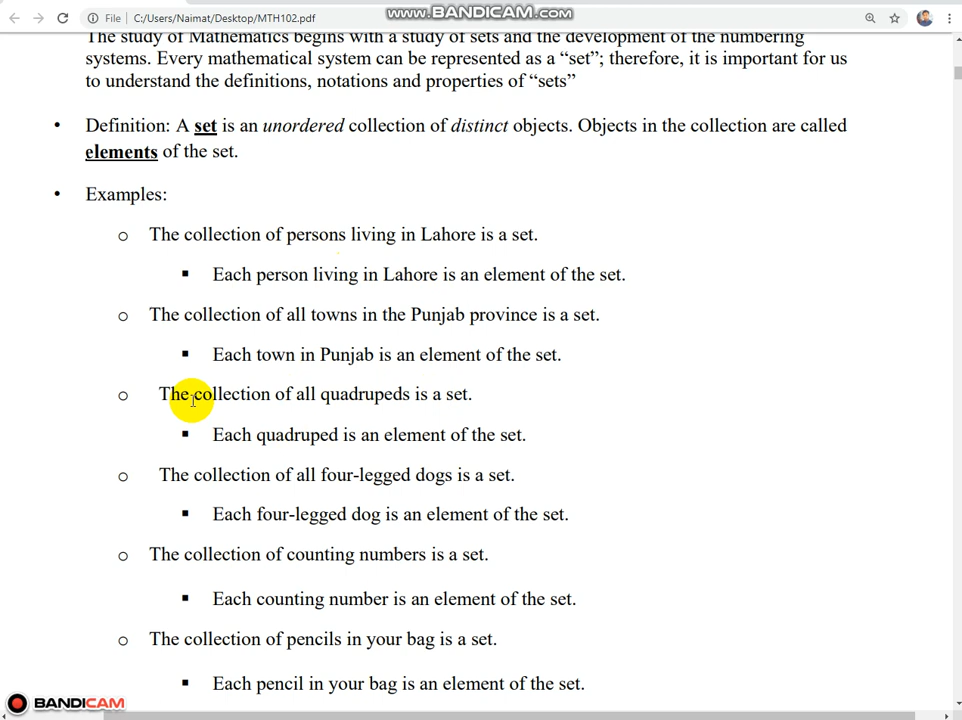 www.BANDICAM.com
File | C:/Users/Naimat/Desktop/MTH102.pdf
The study of Mathematics begins with a study of sets and the development of the numbering
systems. Every mathematical system can be represented as a “set”; therefore, it is important for us
to understand the definitions, notations and properties of “sets”
• Definition: A set is an unordered collection of distinct objects. Objects in the collection are called
elements of the set.
• Examples:
o The collection of persons living in Lahore is a set.
▪ Each person living in Lahore is an element of the set.
o The collection of all towns in the Punjab province is a set.
▪ Each town in Punjab is an element of the set.
o The collection of all quadrupeds is a set.
▪ Each quadruped is an element of the set.
o The collection of all four-legged dogs is a set.
▪ Each four-legged dog is an element of the set.
o The collection of counting numbers is a set.
▪ Each counting number is an element of the set.
o The collection of pencils in your bag is a set.
▪ Each pencil in your bag is an element of the set.
BANDICAM